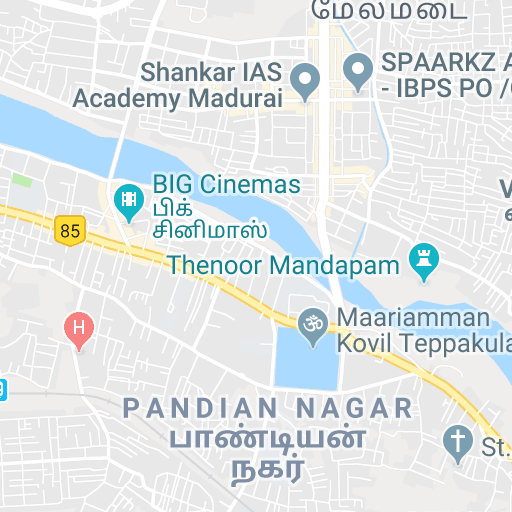 மேலமடை
Shankar IAS
Academy Madurai
SPAARKZ A
- IBPS PO /
BIG Cinemas
பிக்
சினிமாஸ்
85
Thenoor Mandapam
H
Maariamman
Kovil Teppakula
ॐ
PANDIAN NAGAR
பாண்டியன்
நகர்
St.